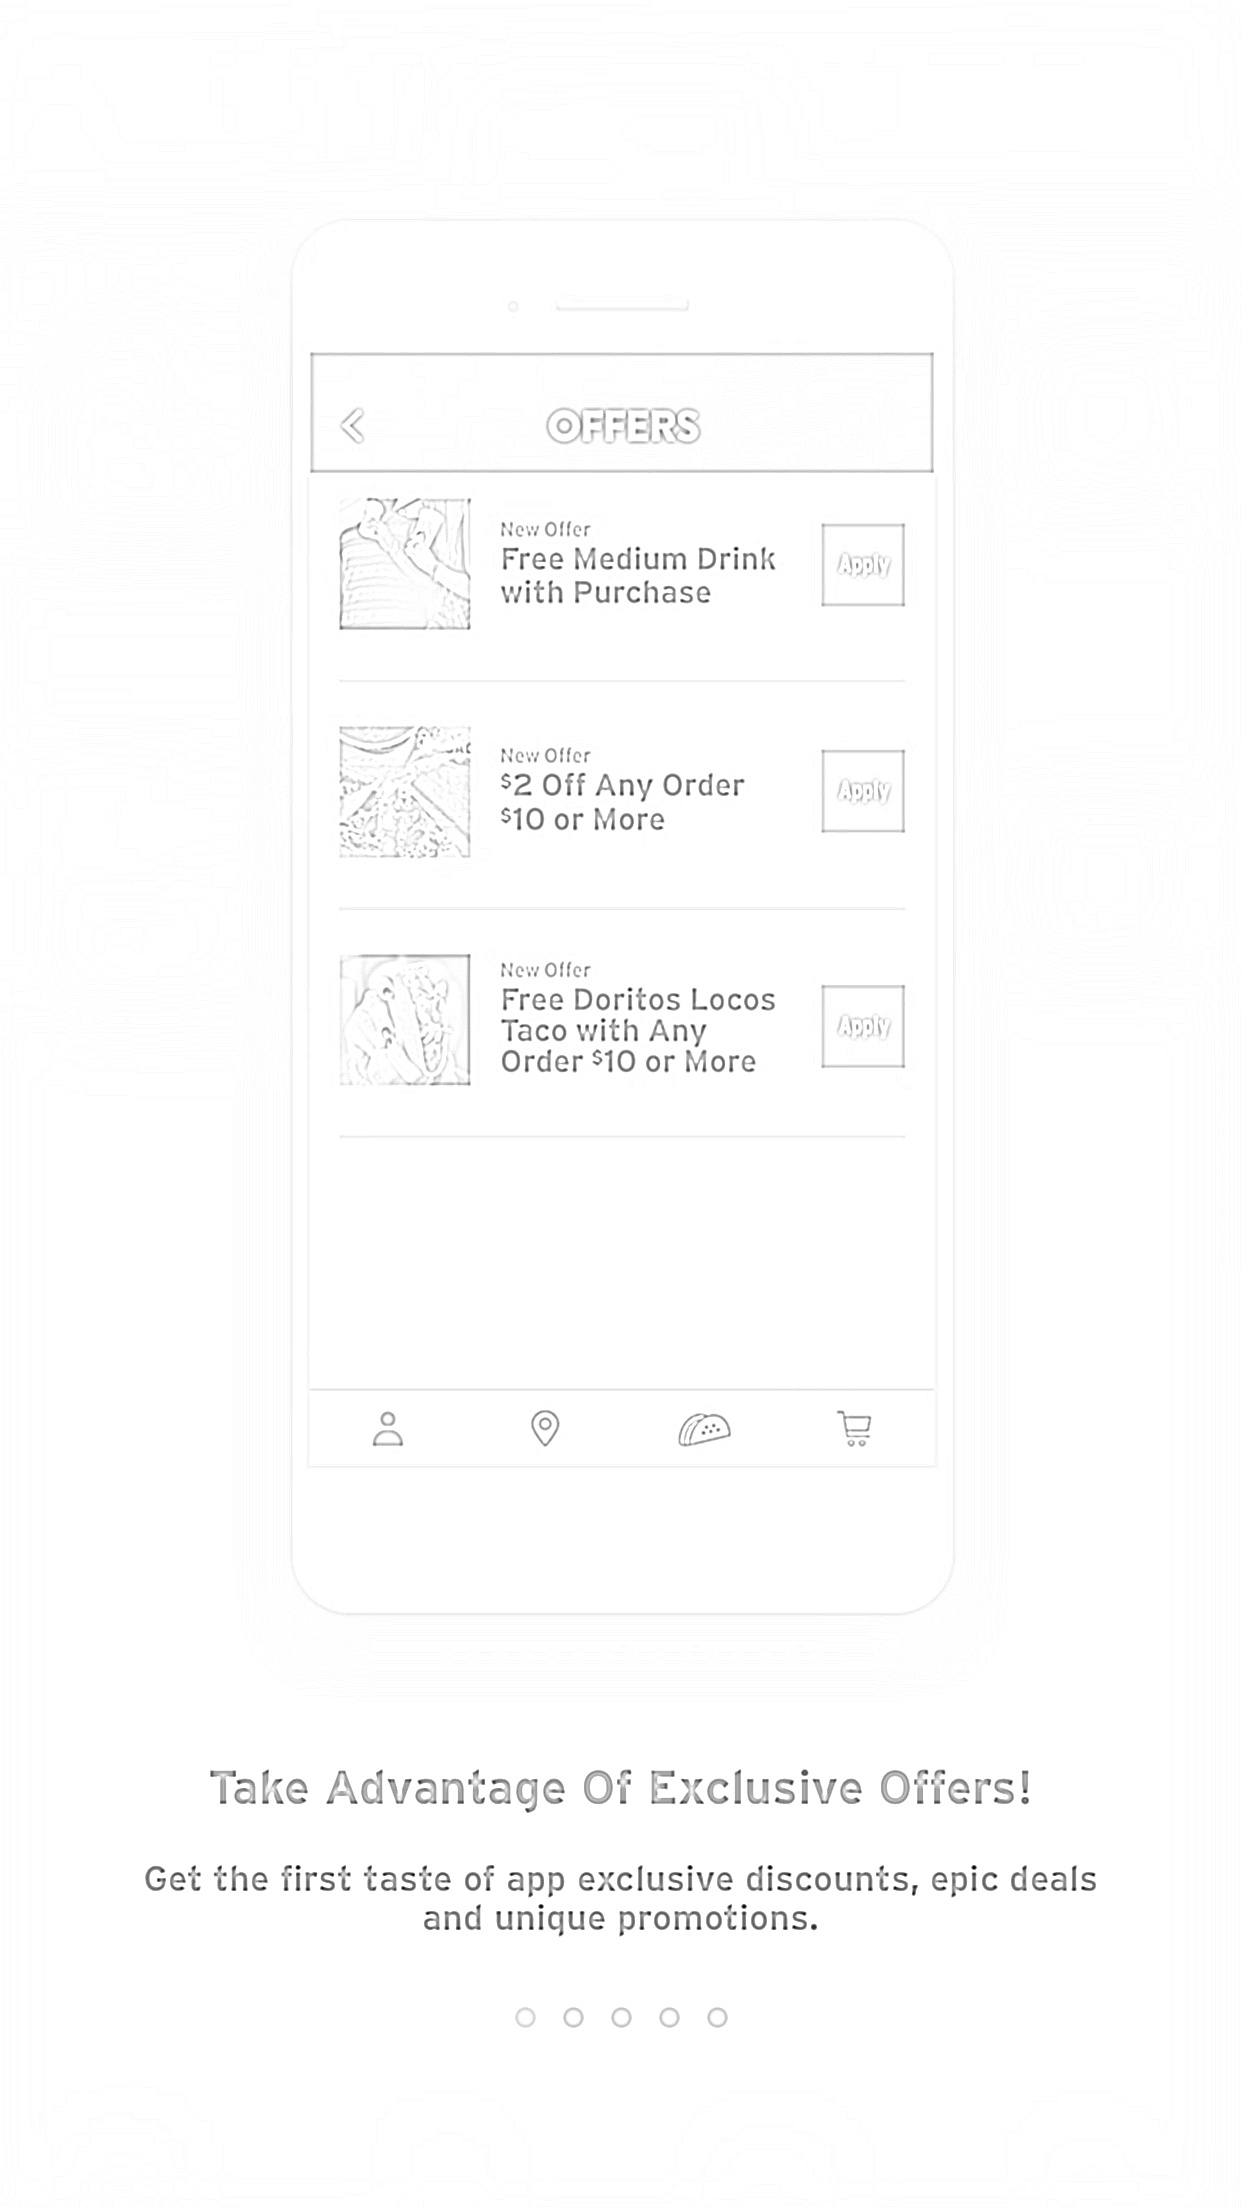 OFFERS
New Offer
Free Medium Drink
with Purchase
Apply
New Offer
$2 Off Any Order
$10 or More
Apply
New Offer
Free Doritos Locos
Taco with Any
Order $10 or More
Apply
Take Advantage Of Exclusive Offers!
Get the first taste of app exclusive discounts, epic deals
and unique promotions.